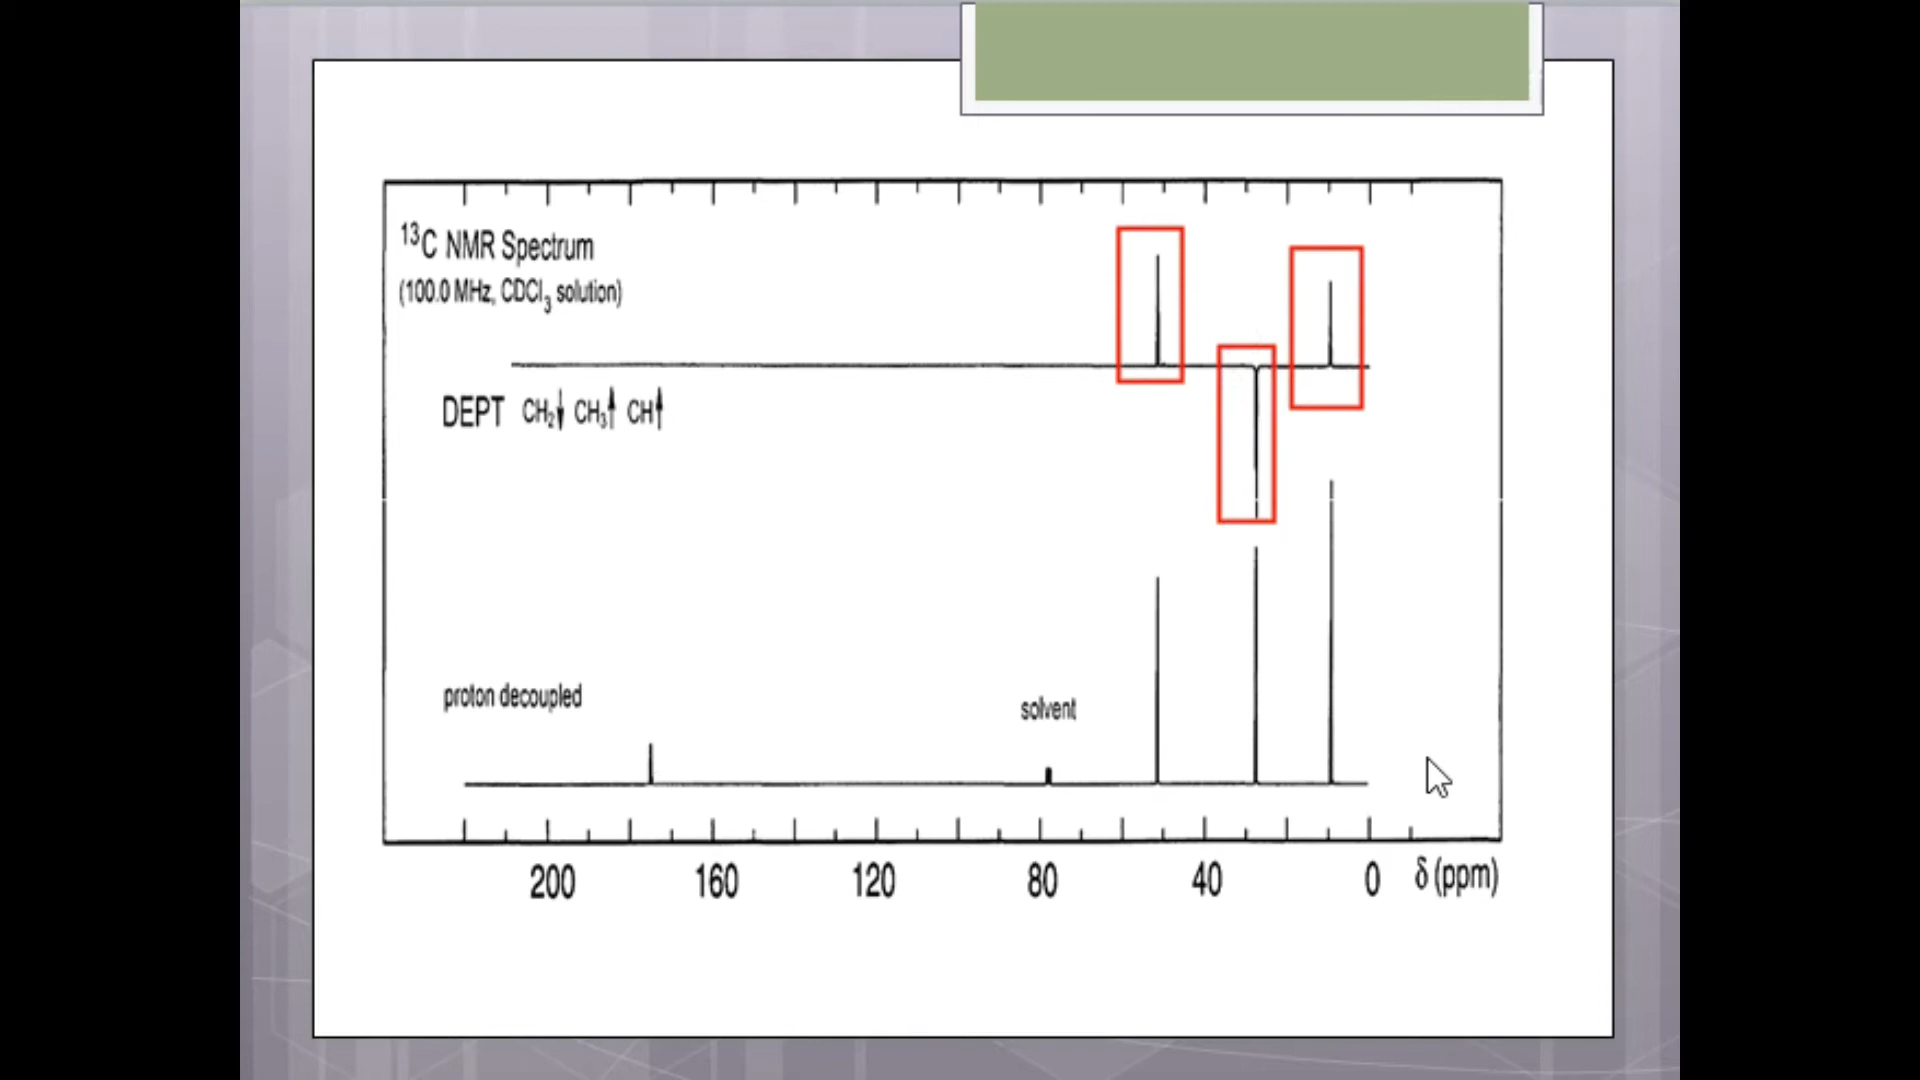 13C NMR Spectrum
(100.0 MHz, CDCl3 solution)
DEPT CH2↓ CH3↑ CH↑
proton decoupled
solvent
200 160 120 80 40 0 δ (ppm)